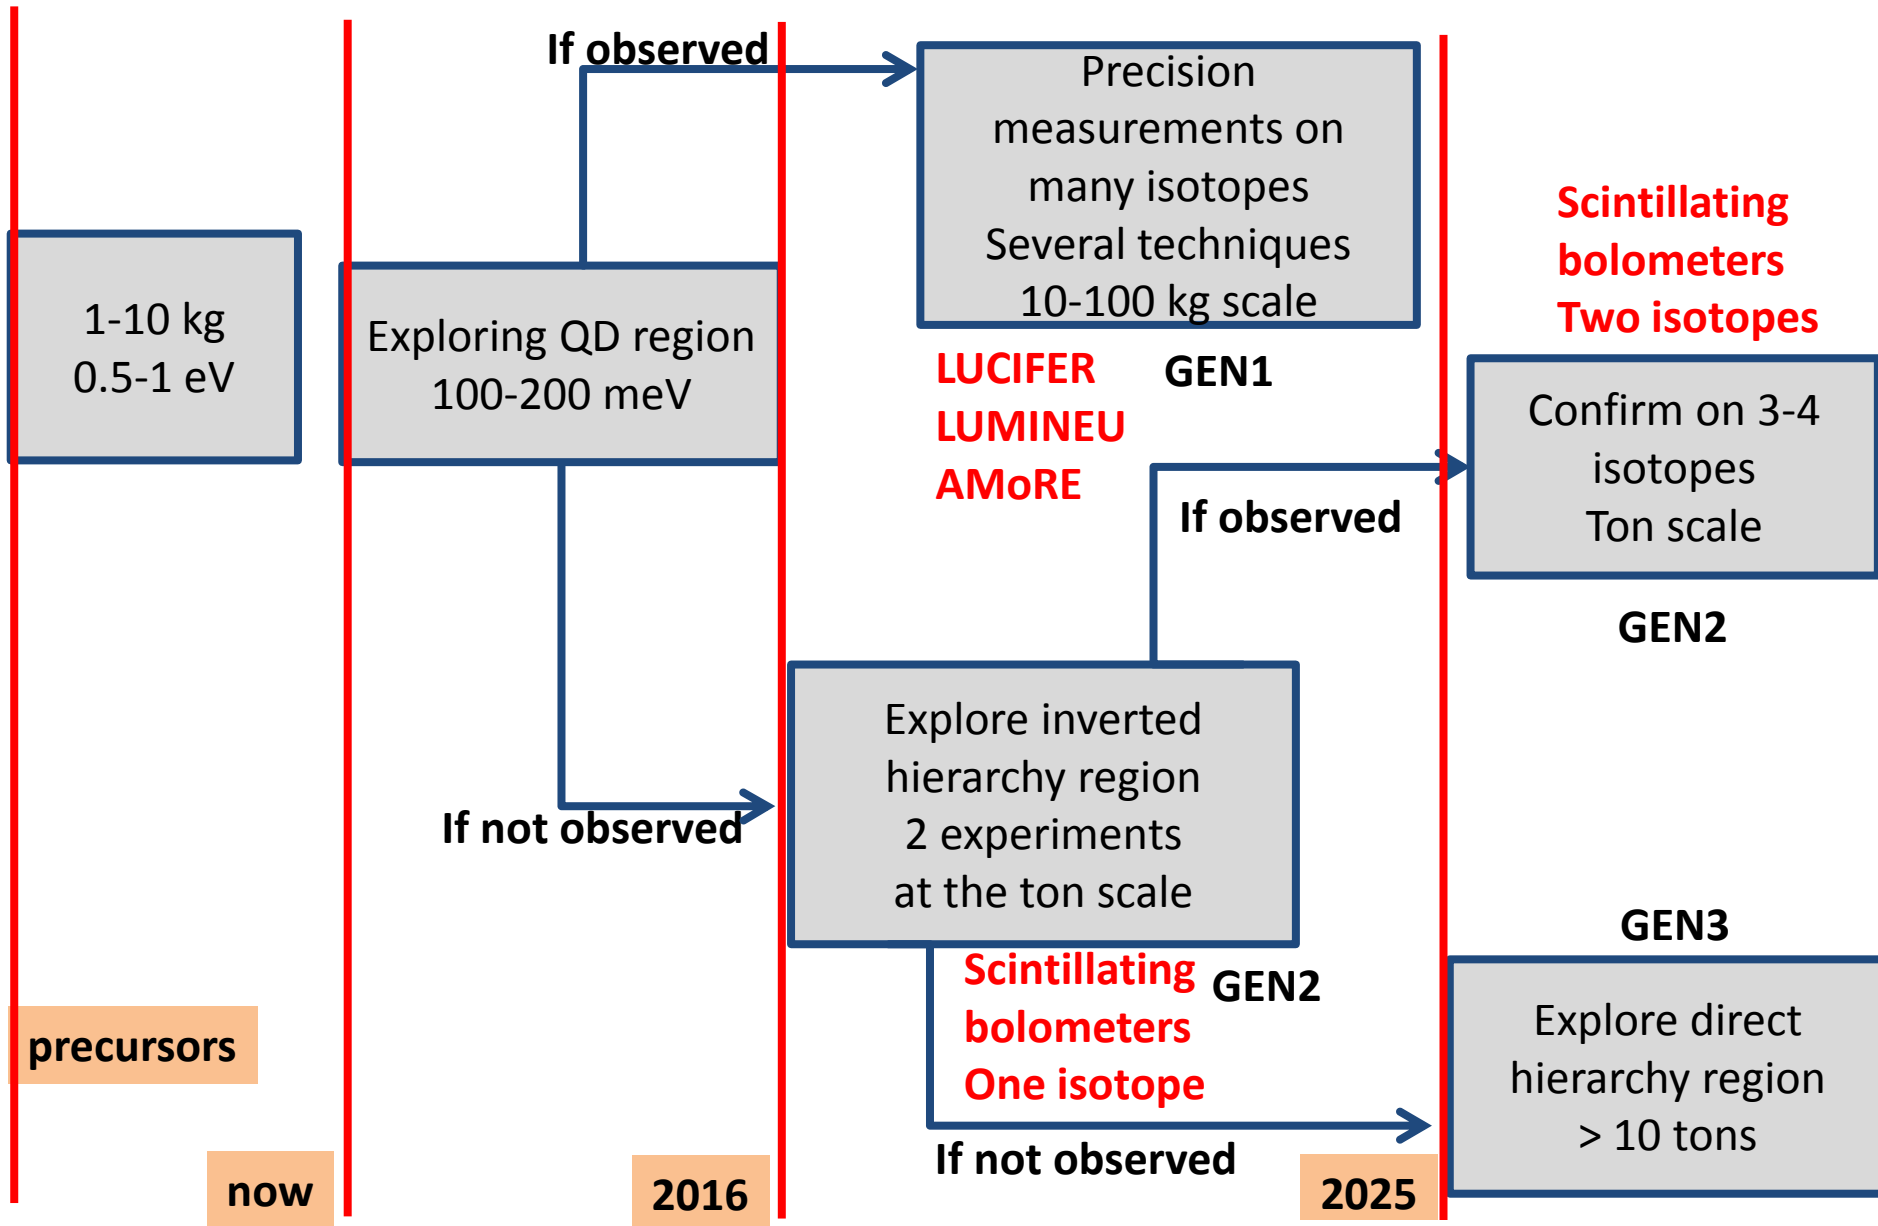 If observed
Precision
measurements on
many isotopes
Several techniques
10-100 kg scale
1-10 kg
0.5-1 eV
Exploring QD region
100-200 meV
LUCIFER
LUMINEU
AMoRE
GEN1
Scintillating
bolometers
Two isotopes
Confirm on 3-4
isotopes
Ton scale
GEN2
If observed
If not observed
Explore inverted
hierarchy region
2 experiments
at the ton scale
GEN2
Scintillating
bolometers
One isotope
If not observed
GEN3
Explore direct
hierarchy region
> 10 tons
precursors
now
2016
2025